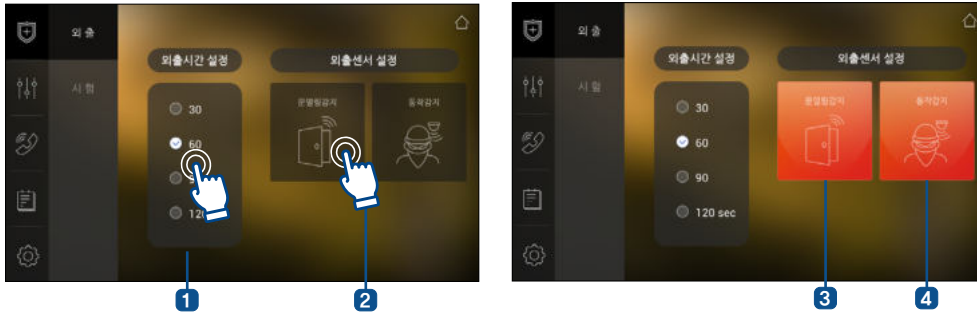 외 출
시 험
외출시간 설정
외출센서 설정
30
60
120
문열림감지
동작감지
1
2
외 출
시 험
외출시간 설정
외출센서 설정
30
60
90
120 sec
문열림감지
동작감지
3
4